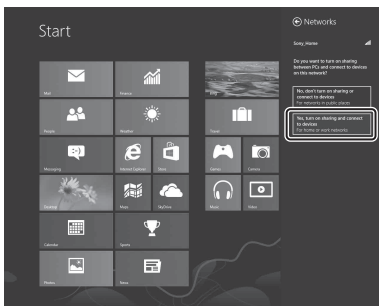 Start
Mail
Finance
People
Weather
Travel
Messaging
Internet Explorer
Store
Games
Camera
Desktop
Maps
SkyDrive
Music
Video
Calendar
Sports
Photos
News
Networks
Sony_Home
Do you want to turn on sharing
between PCs and connect to devices
on this network?
No, don't turn on sharing or
connect to devices
For networks in public places
Yes, turn on sharing and connect
to devices
For home or work networks